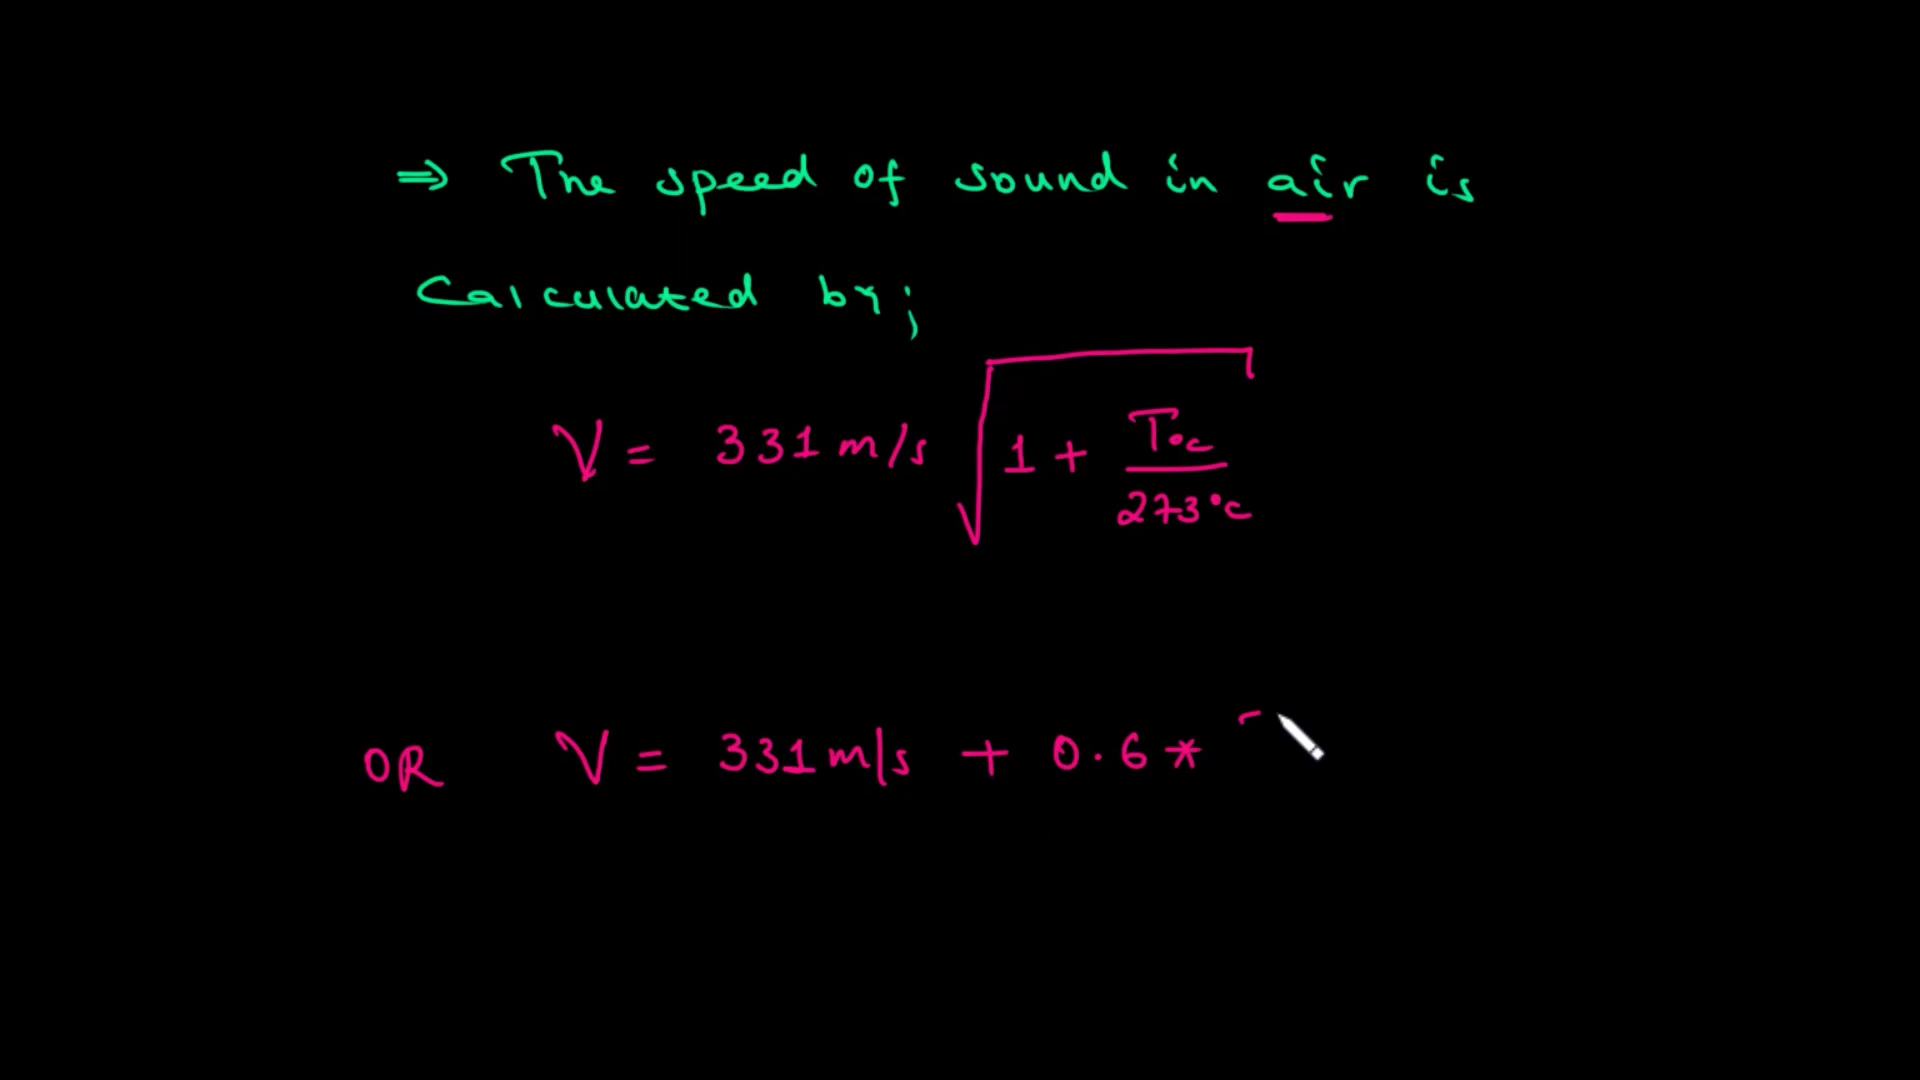 ⇒ The speed of sound in air is
Calculated by;
V = 331 m/s √(1 + T°c / 273°c)
OR V = 331 m/s + 0.6 *